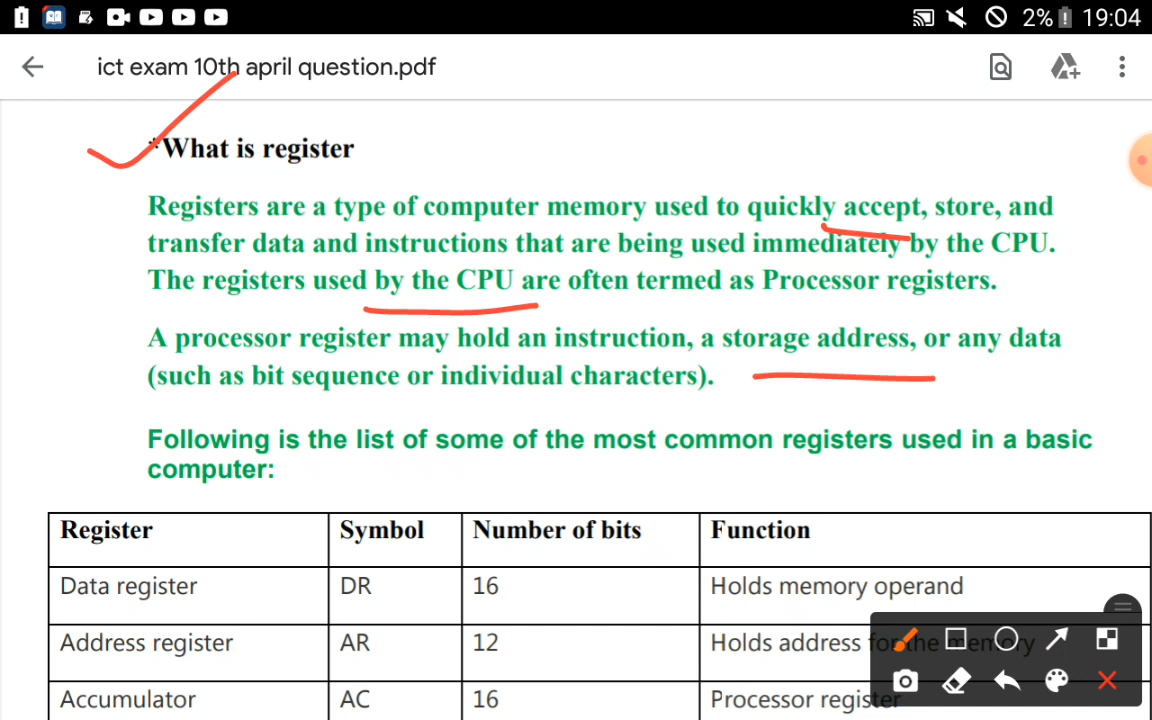 2% 19:04
ict exam 10th april question.pdf
*What is register
Registers are a type of computer memory used to quickly accept, store, and
transfer data and instructions that are being used immediately by the CPU.
The registers used by the CPU are often termed as Processor registers.
A processor register may hold an instruction, a storage address, or any data
(such as bit sequence or individual characters).
Following is the list of some of the most common registers used in a basic
computer:
Register Symbol Number of bits Function
Data register DR 16 Holds memory operand
Address register AR 12 Holds address for the memory
Accumulator AC 16 Processor register